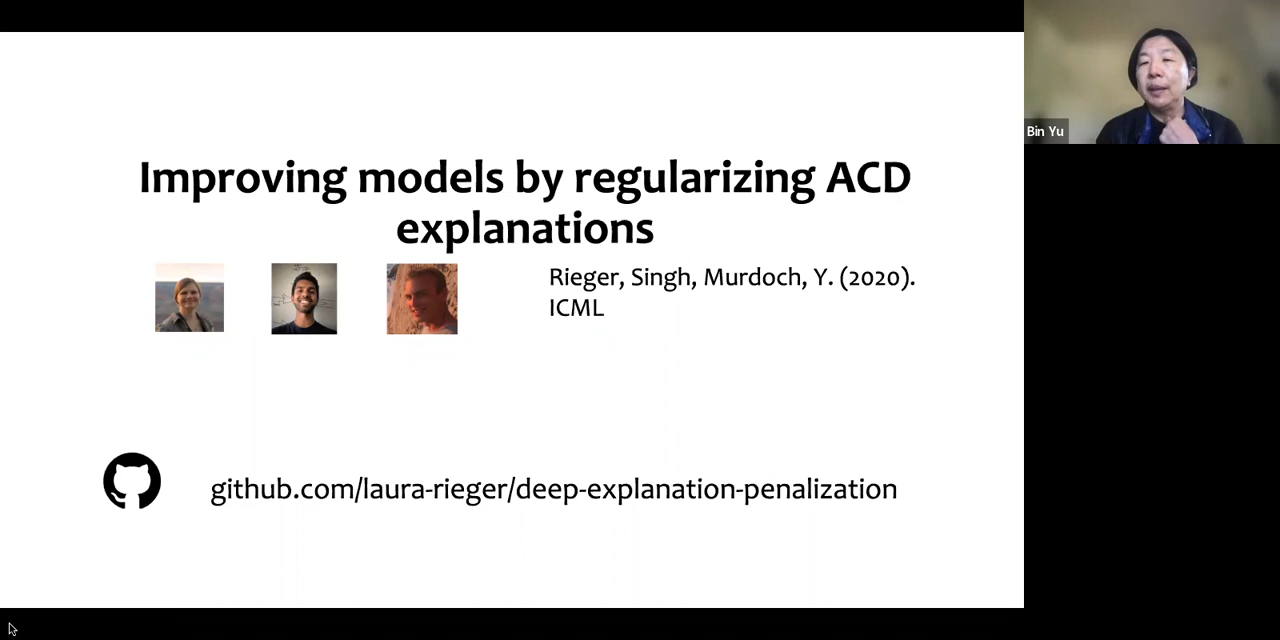 Improving models by regularizing ACD
explanations
Rieger, Singh, Murdoch, Y. (2020).
ICML
github.com/laura-rieger/deep-explanation-penalization
Bin Yu